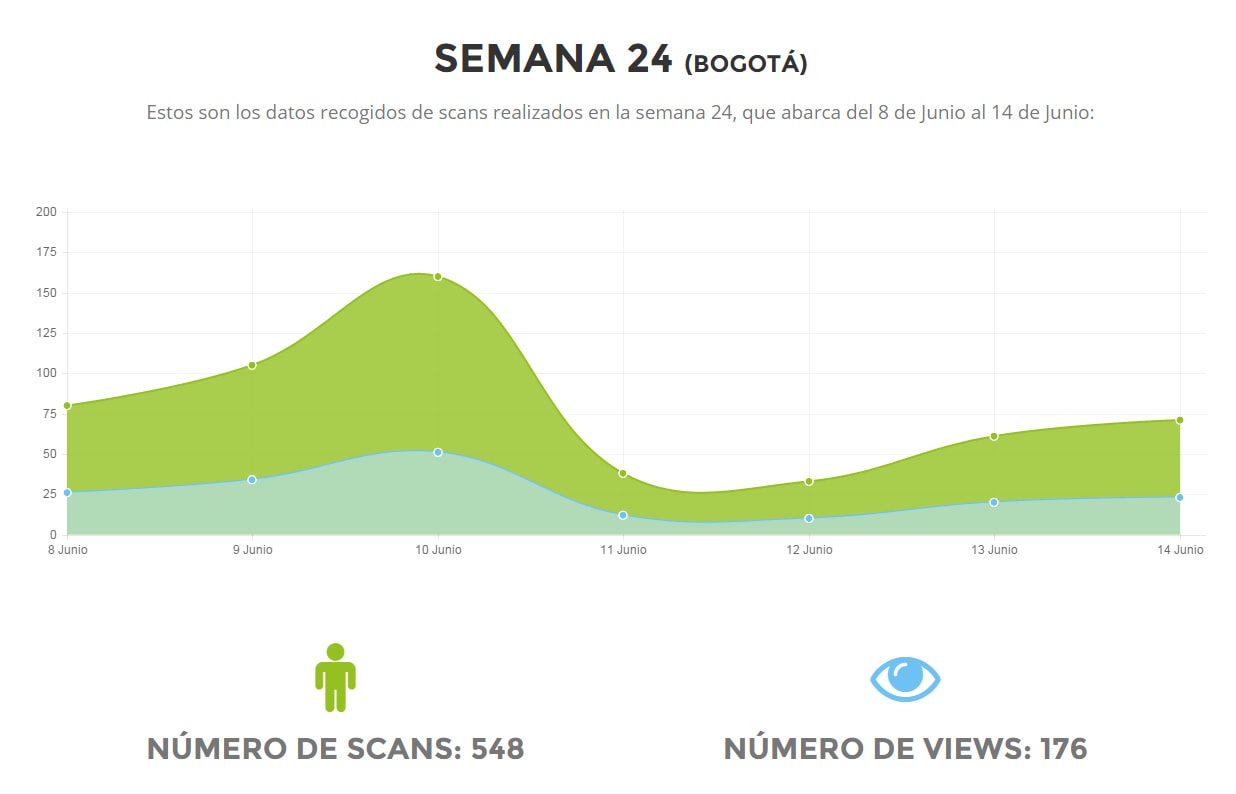 SEMANA 24 (BOGOTÁ)
Estos son los datos recogidos de scans realizados en la semana 24, que abarca del 8 de Junio al 14 de Junio:
200
175
150
125
100
75
50
25
0
8 Junio 9 Junio 10 Junio 11 Junio 12 Junio 13 Junio 14 Junio
NÚMERO DE SCANS: 548 NÚMERO DE VIEWS: 176